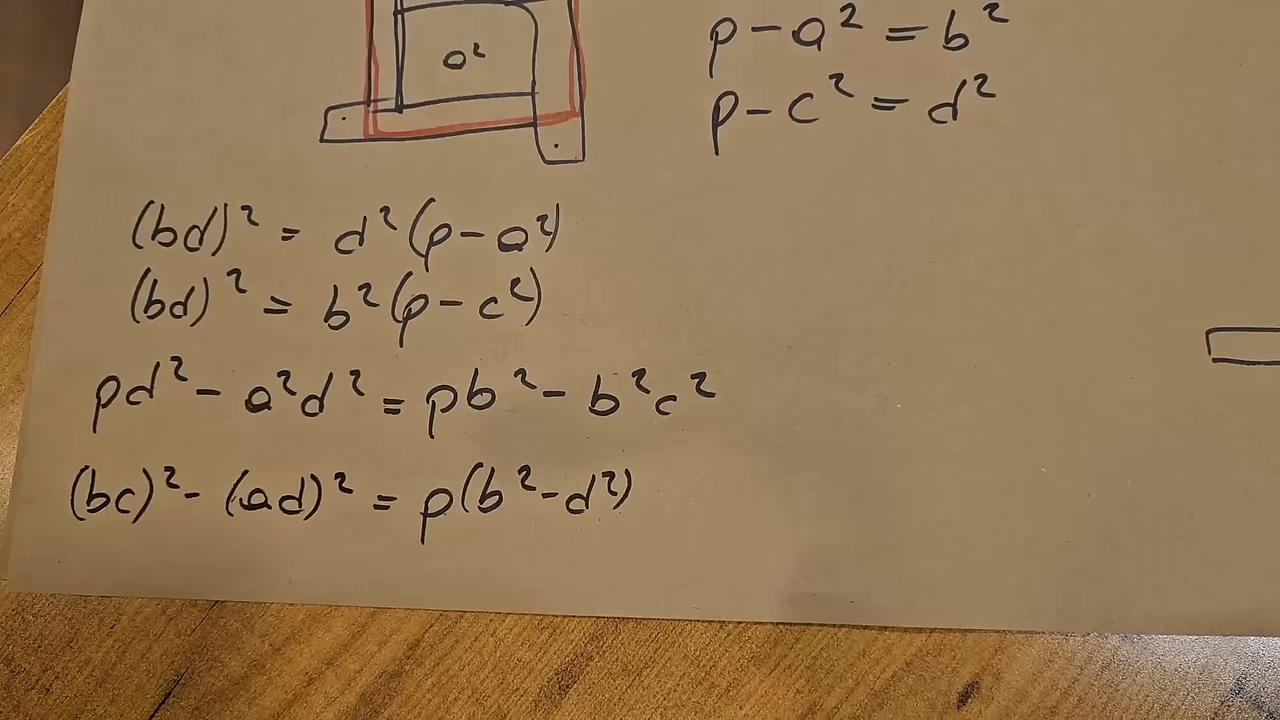 a²
p - a² = b²
p - c² = d²
(bd)² = d²(p - a²)
(bd)² = b²(p - c²)
pd² - a²d² = pb² - b²c²
(bc)² - (ad)² = p(b² - d²)